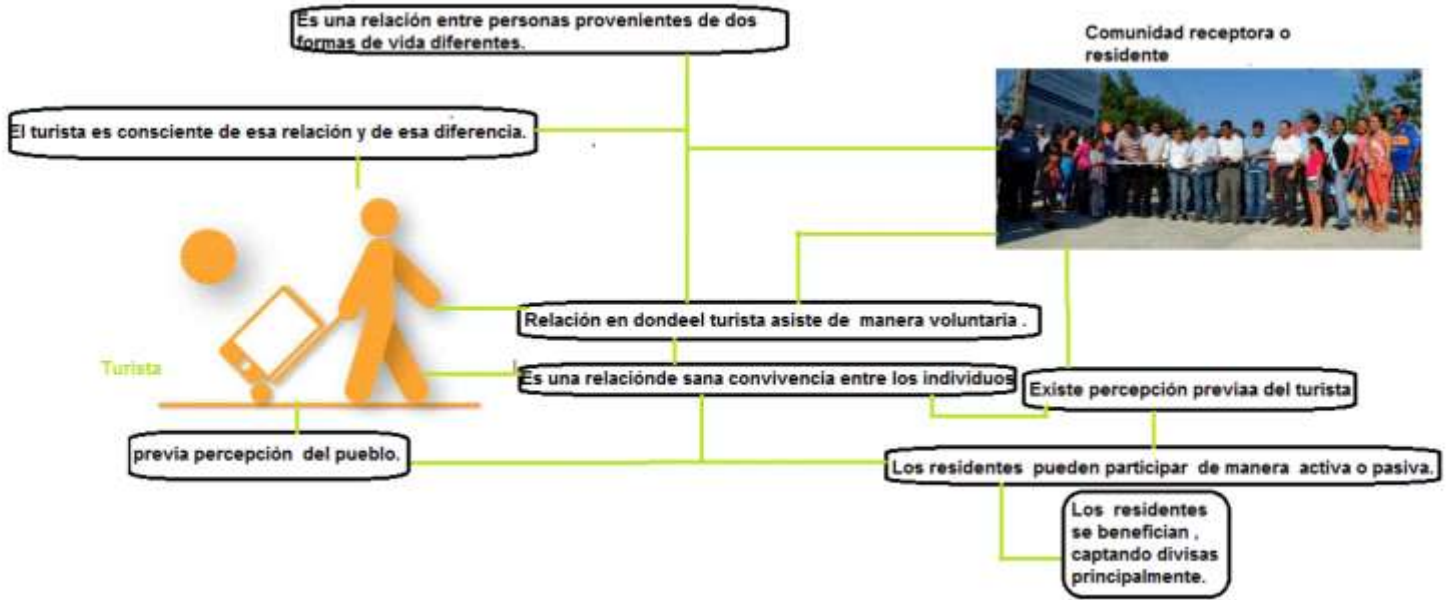 Es una relación entre personas provenientes de dos
formas de vida diferentes.
Comunidad receptora o
residente
El turista es consciente de esa relación y de esa diferencia.
Relación en dondeel turista asiste de manera voluntaria .
Turista
Es una relaciónde sana convivencia entre los individuos
Existe percepción previaa del turista
previa percepción del pueblo.
Los residentes pueden participar de manera activa o pasiva.
Los residentes
se benefician ,
captando divisas
principalmente.